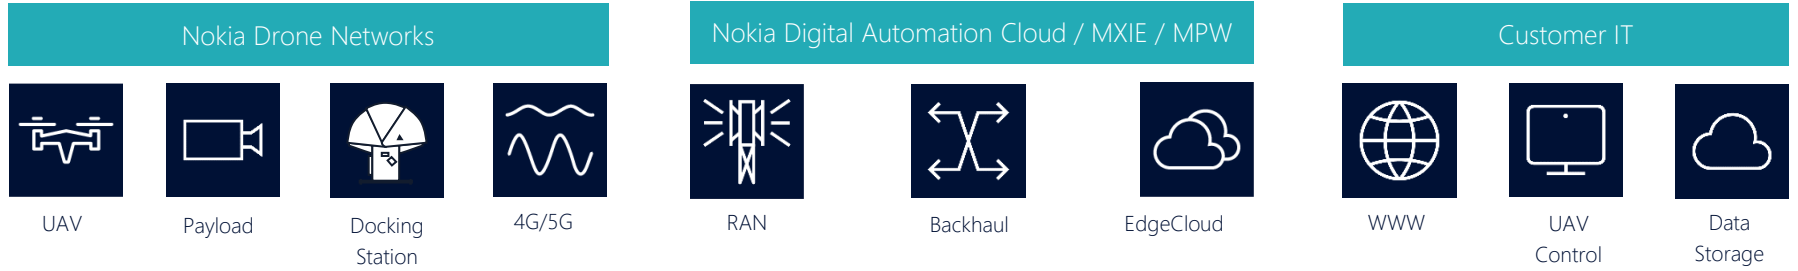 Nokia Drone Networks
UAV
Payload
Docking
Station
4G/5G
Nokia Digital Automation Cloud / MXIE / MPW
RAN
Backhaul
EdgeCloud
Customer IT
WWW
UAV
Control
Data
Storage